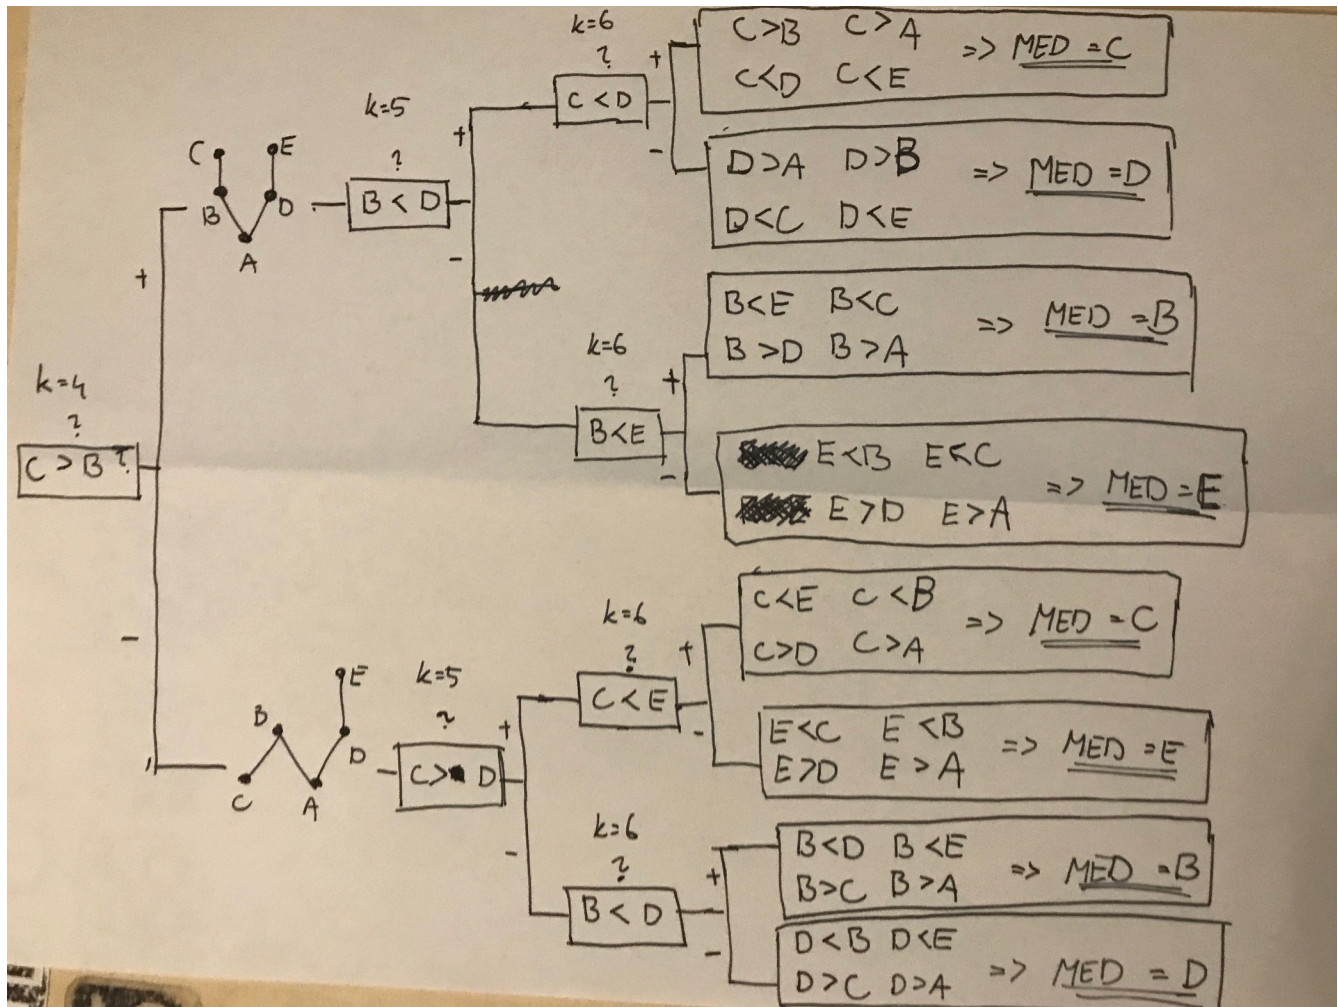 k=4
?
C > B ?
+
-
C
E
B
D
A
k=5
?
B < D
+
-
k=6
?
C < D
+
-
C>B C>A
C<D C<E
=> MED = C
D>A D>B
D<C D<E
=> MED = D
k=6
?
B<E
+
-
B<E B<C
B>D B>A
=> MED = B
E<B E<C
E>D E>A
=> MED = E
E
B
D
C
A
k=5
?
C > D
+
-
k=6
?
C < E
+
-
C<E C<B
C>D C>A
=> MED = C
E<C E<B
E>D E>A
=> MED = E
k=6
?
B < D
+
-
B<D B<E
B>C B>A
=> MED = B
D<B D<E
D>C D>A
=> MED = D